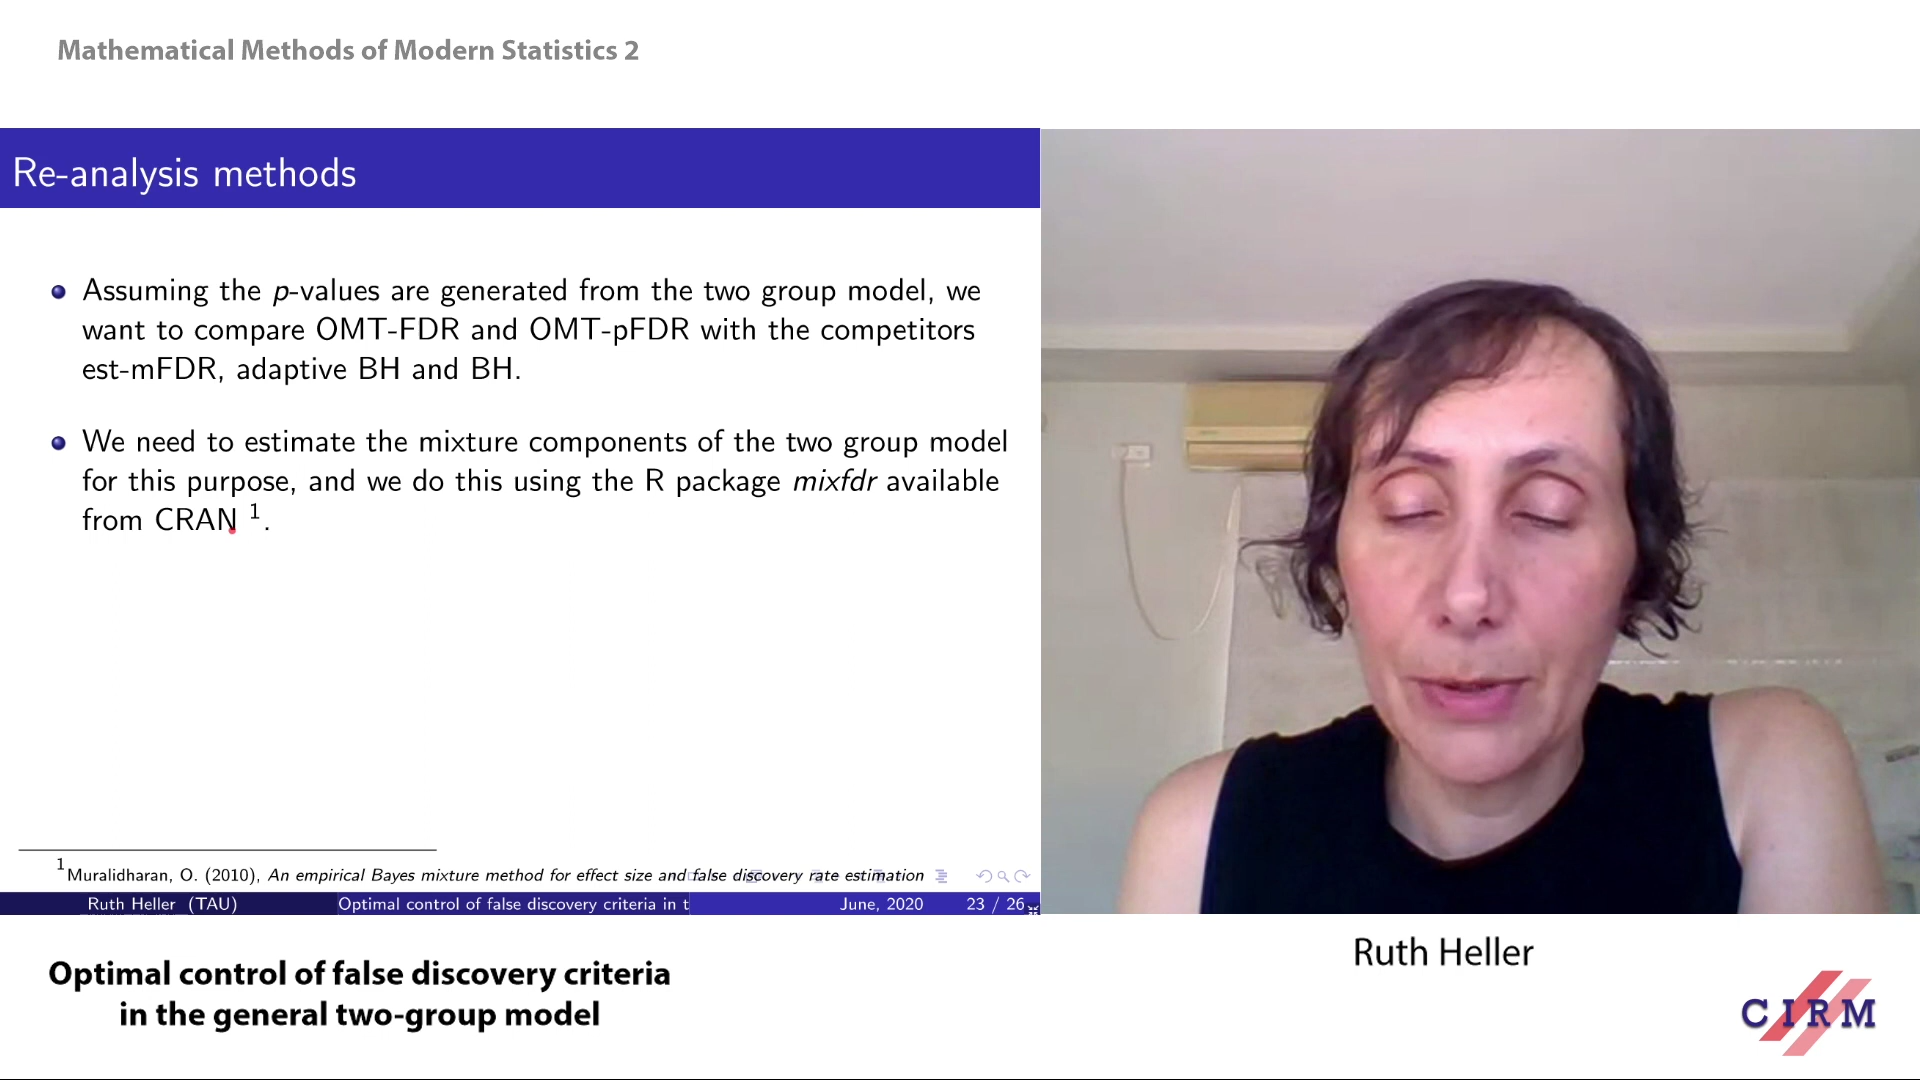 Mathematical Methods of Modern Statistics 2
Re-analysis methods
Assuming the p-values are generated from the two group model, we
want to compare OMT-FDR and OMT-pFDR with the competitors
est-mFDR, adaptive BH and BH.
We need to estimate the mixture components of the two group model
for this purpose, and we do this using the R package mixfdr available
from CRAN 1.
1Muralidharan, O. (2010), An empirical Bayes mixture method for effect size and false discovery rate estimation
Ruth Heller (TAU) Optimal control of false discovery criteria in t June, 2020 23 / 26
Optimal control of false discovery criteria
in the general two-group model
Ruth Heller
CIRM